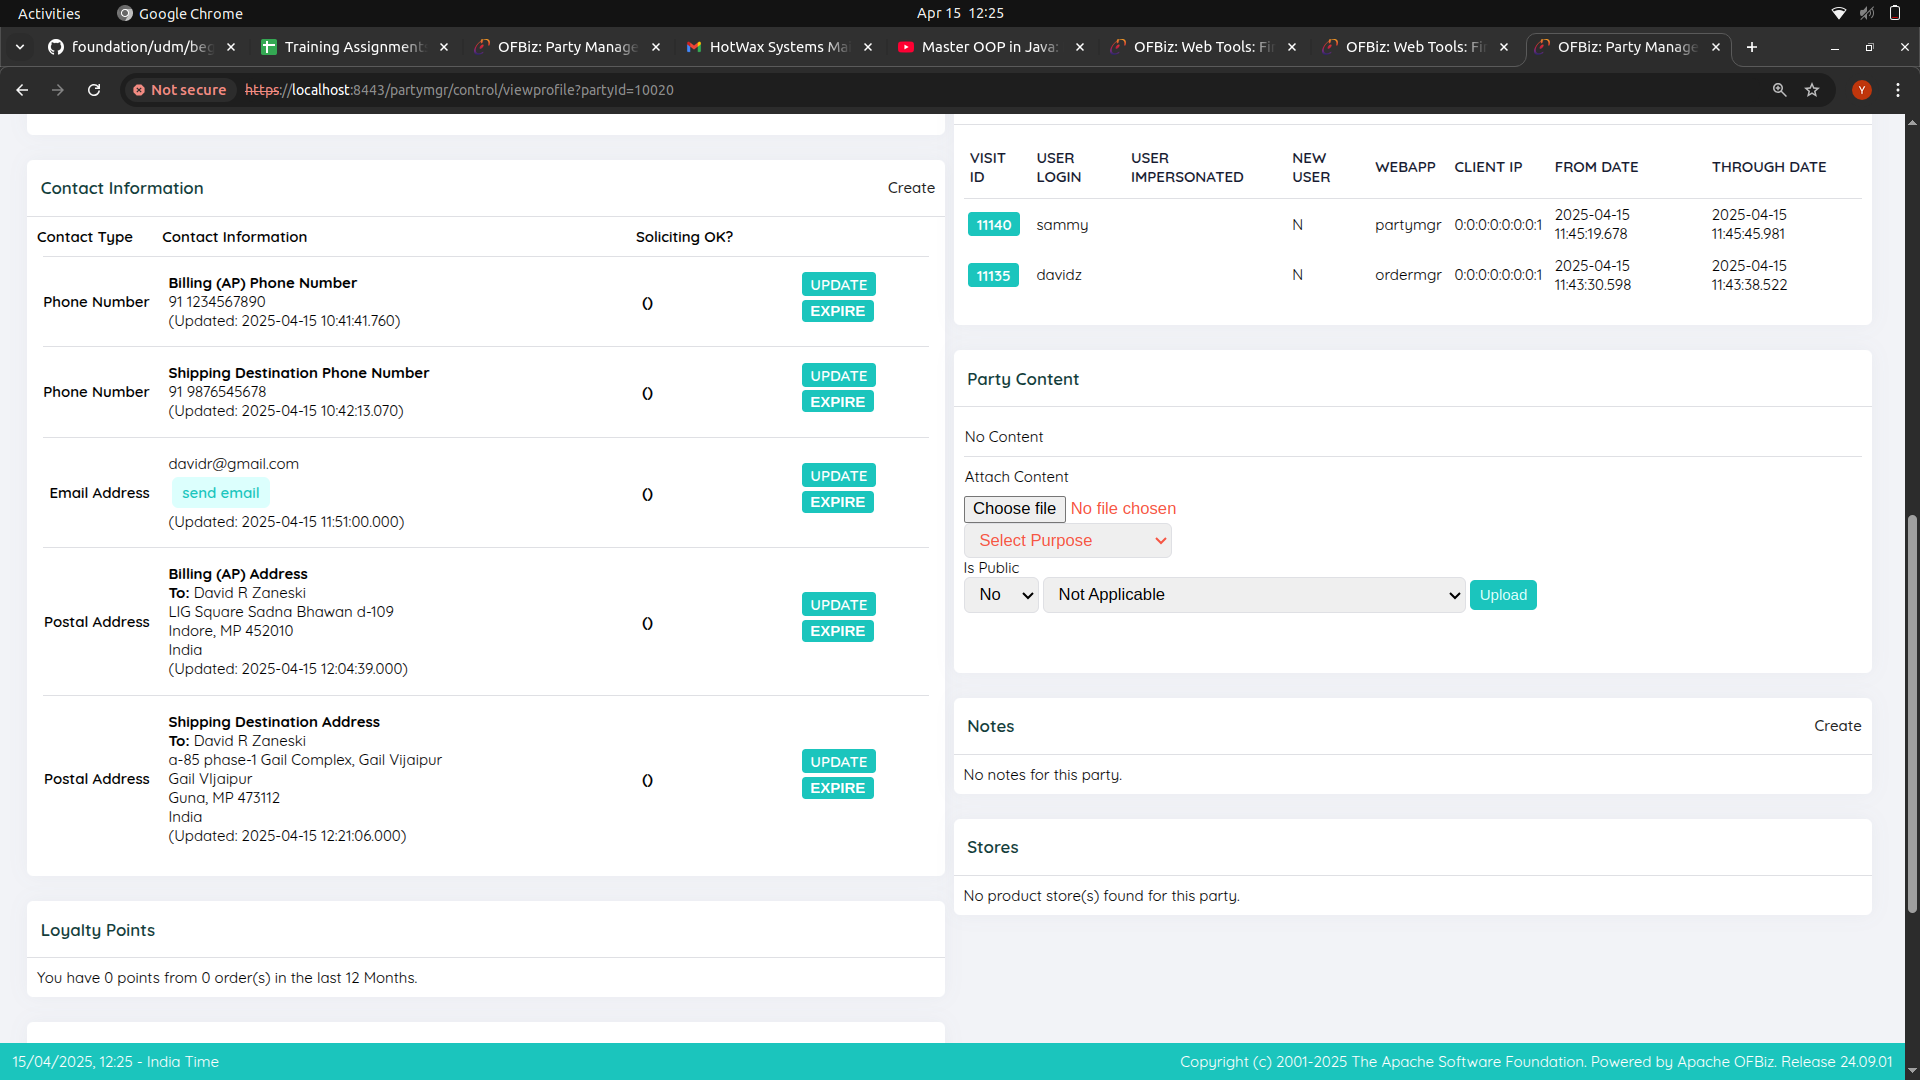 Activities
Google Chrome
Apr 15 12:25
foundation/udm/beg
Training Assignment
OFBiz: Party Manage
HotWax Systems Mai
Master OOP in Java:
OFBiz: Web Tools: Fi
OFBiz: Web Tools: Fi
OFBiz: Party Manage
Not secure
https://localhost:8443/partymgr/control/viewprofile?partyId=10020
Y
Contact Information
Create
Contact Type
Contact Information
Soliciting OK?
Phone Number
Billing (AP) Phone Number
91 1234567890
(Updated: 2025-04-15 10:41:41.760)
()
UPDATE
EXPIRE
Phone Number
Shipping Destination Phone Number
91 9876545678
(Updated: 2025-04-15 10:42:13.070)
()
UPDATE
EXPIRE
Email Address
davidr@gmail.com
send email
(Updated: 2025-04-15 11:51:00.000)
()
UPDATE
EXPIRE
Postal Address
Billing (AP) Address
To: David R Zaneski
LIG Square Sadna Bhawan d-109
Indore, MP 452010
India
(Updated: 2025-04-15 12:04:39.000)
()
UPDATE
EXPIRE
Postal Address
Shipping Destination Address
To: David R Zaneski
a-85 phase-1 Gail Complex, Gail Vijaipur
Gail VIjaipur
Guna, MP 473112
India
(Updated: 2025-04-15 12:21:06.000)
()
UPDATE
EXPIRE
Loyalty Points
You have 0 points from 0 order(s) in the last 12 Months.
VISIT ID
USER LOGIN
USER IMPERSONATED
NEW USER
WEBAPP
CLIENT IP
FROM DATE
THROUGH DATE
11140
sammy
N
partymgr
0:0:0:0:0:0:0:1
2025-04-15 11:45:19.678
2025-04-15 11:45:45.981
11135
davidz
N
ordermgr
0:0:0:0:0:0:0:1
2025-04-15 11:43:30.598
2025-04-15 11:43:38.522
Party Content
No Content
Attach Content
Choose file No file chosen
Select Purpose
Is Public
No
Not Applicable
Upload
Notes
Create
No notes for this party.
Stores
No product store(s) found for this party.
15/04/2025, 12:25 - India Time
Copyright (c) 2001-2025 The Apache Software Foundation. Powered by Apache OFBiz. Release 24.09.01